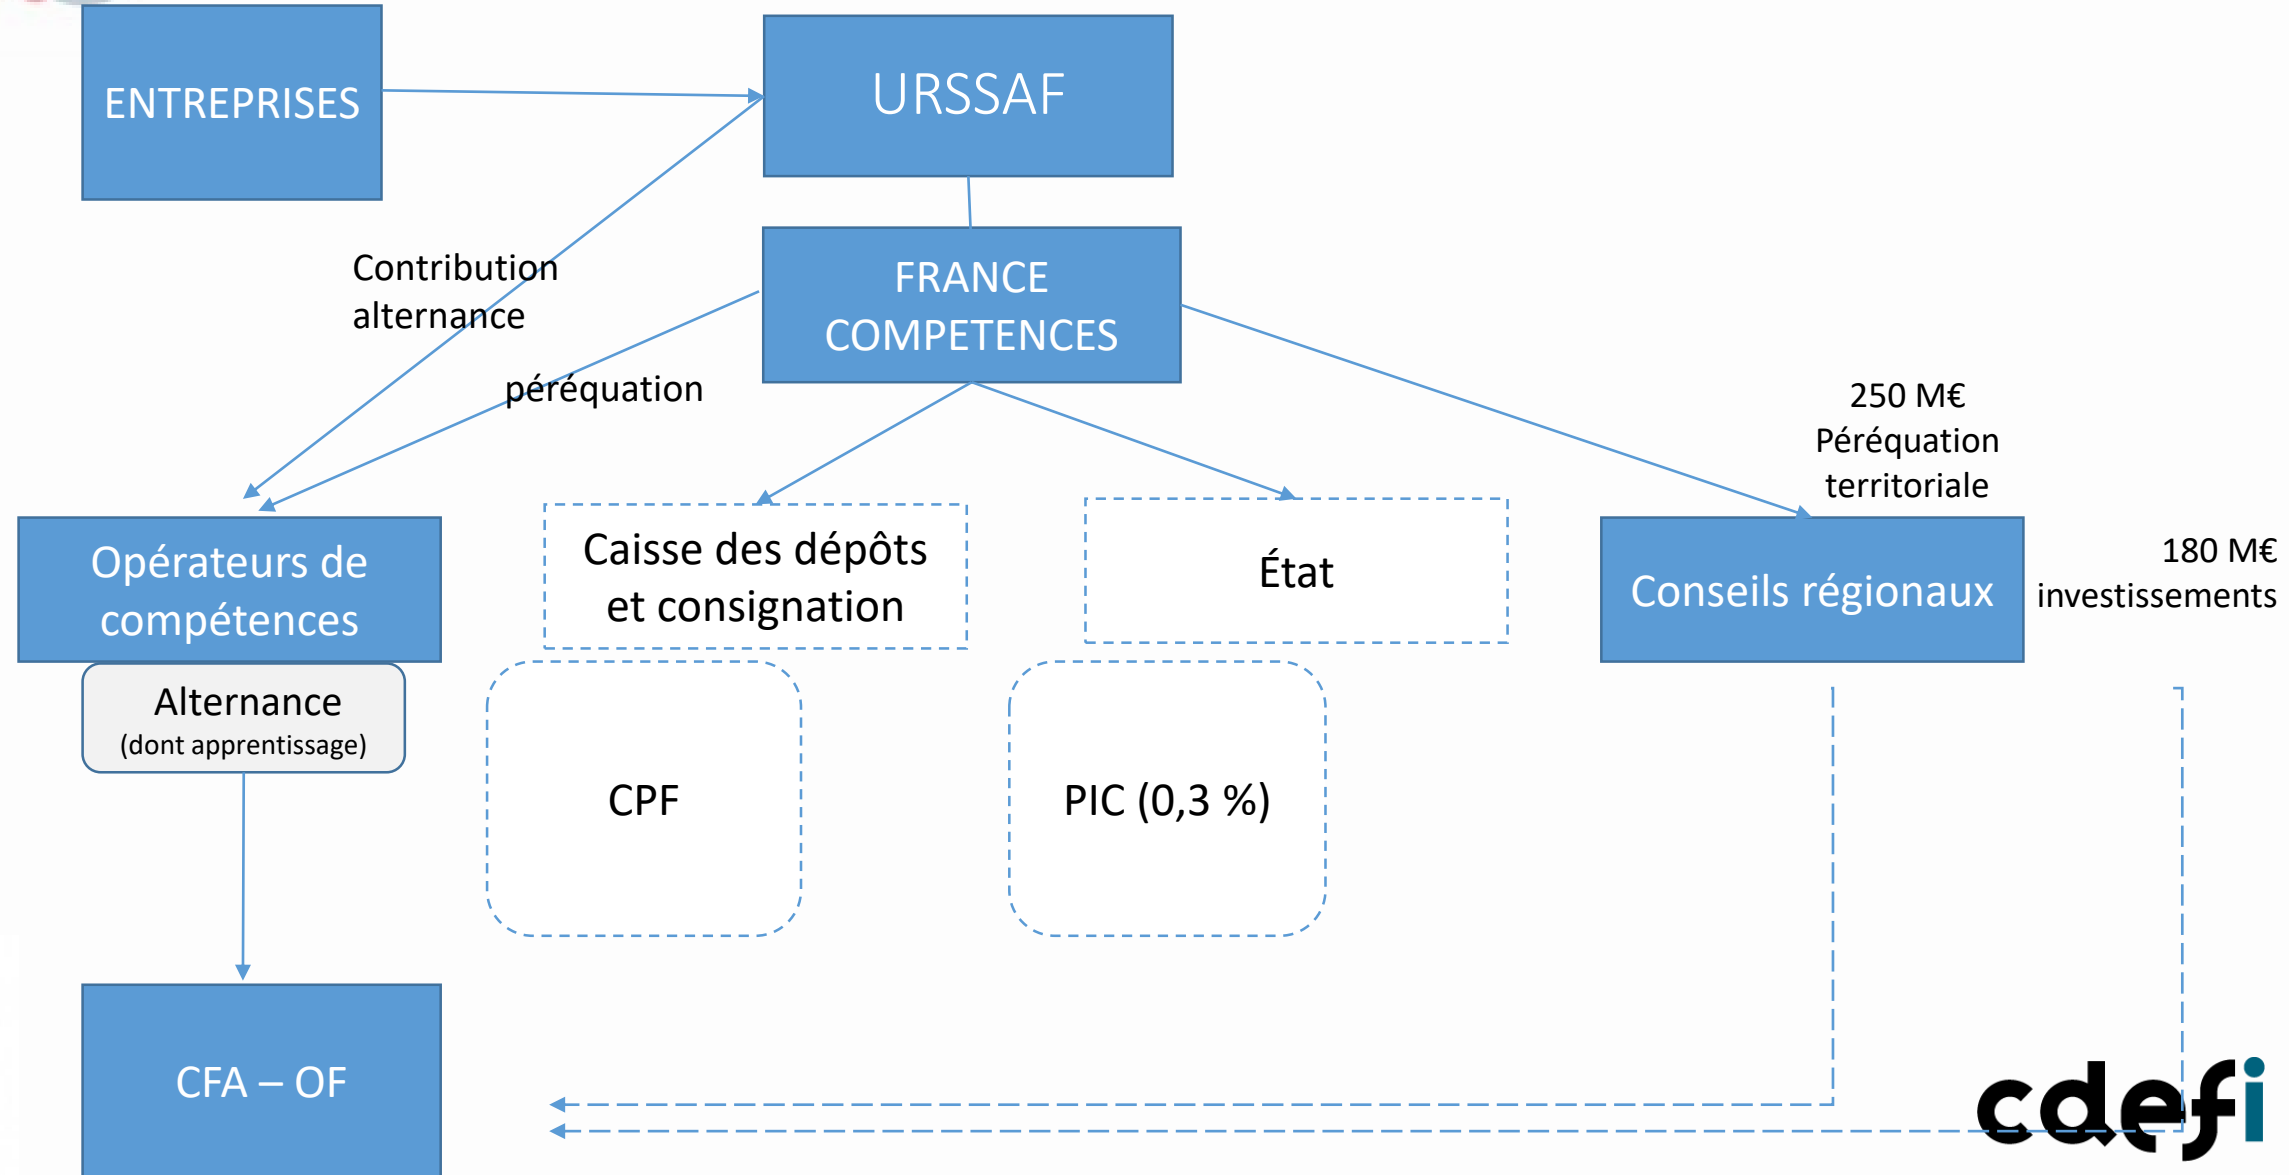 ENTREPRISES
URSSAF
Contribution
alternance
FRANCE
COMPETENCES
péréquation
250 M€
Péréquation
territoriale
Opérateurs de
compétences
Caisse des dépôts
et consignation
État
Conseils régionaux
180 M€
investissements
Alternance
(dont apprentissage)
CPF
PIC (0,3 %)
CFA – OF
cdefi